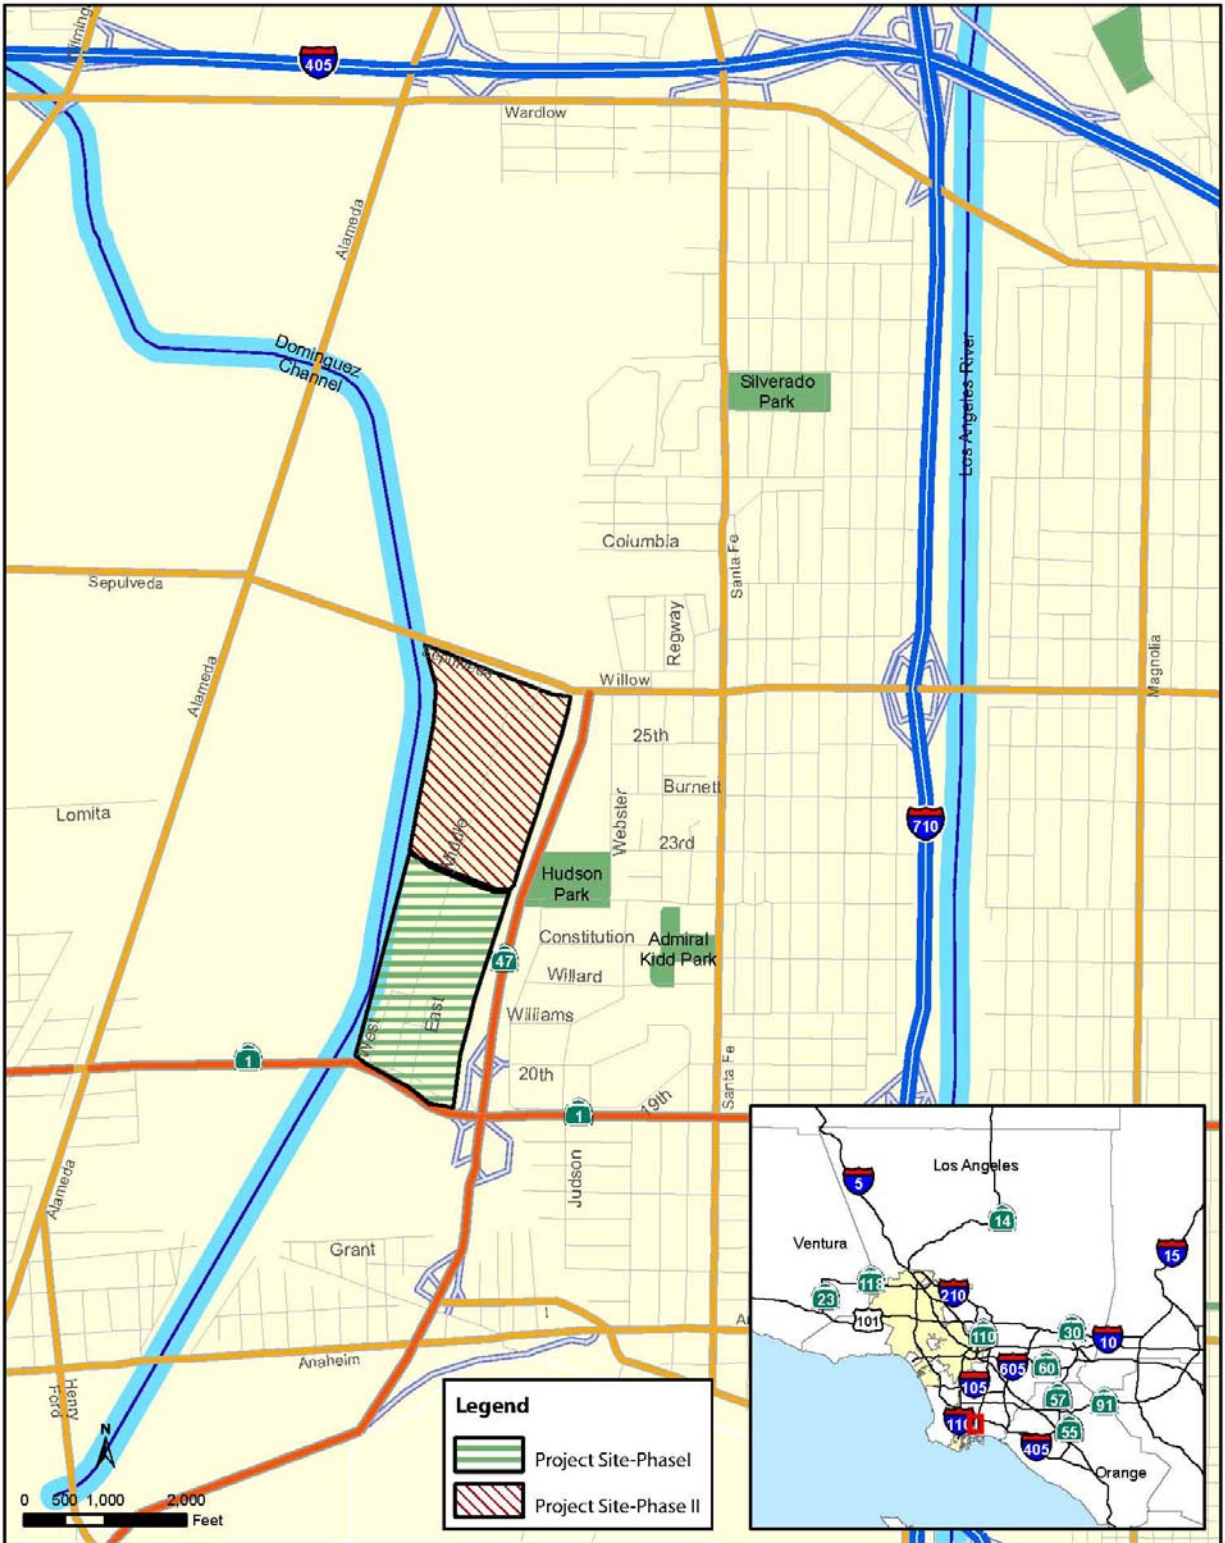 405
Wardlow
Alameda
Dominguez
Channel
Silverado
Park
Los Angeles River
Columbia
Santa Fe
Sepulveda
Regway
Sepulveda
Willow
Magnolia
Alameda
25th
Burnett
Lomita
Webster
710
Middle
23rd
Hudson
Park
Constitution
Admiral
Kidd Park
47
Willard
East
Williams
West
1
20th
Santa Fe
19th
1
Judson
Alameda
Grant
Anaheim
Henry
Ford
N
0 500 1,000 2,000
Feet
Legend
Project Site-PhaseI
Project Site-Phase II
Los Angeles
5
14
Ventura
15
118
23
210
101
110
30
10
605
60
105
57
91
110
55
405
Orange